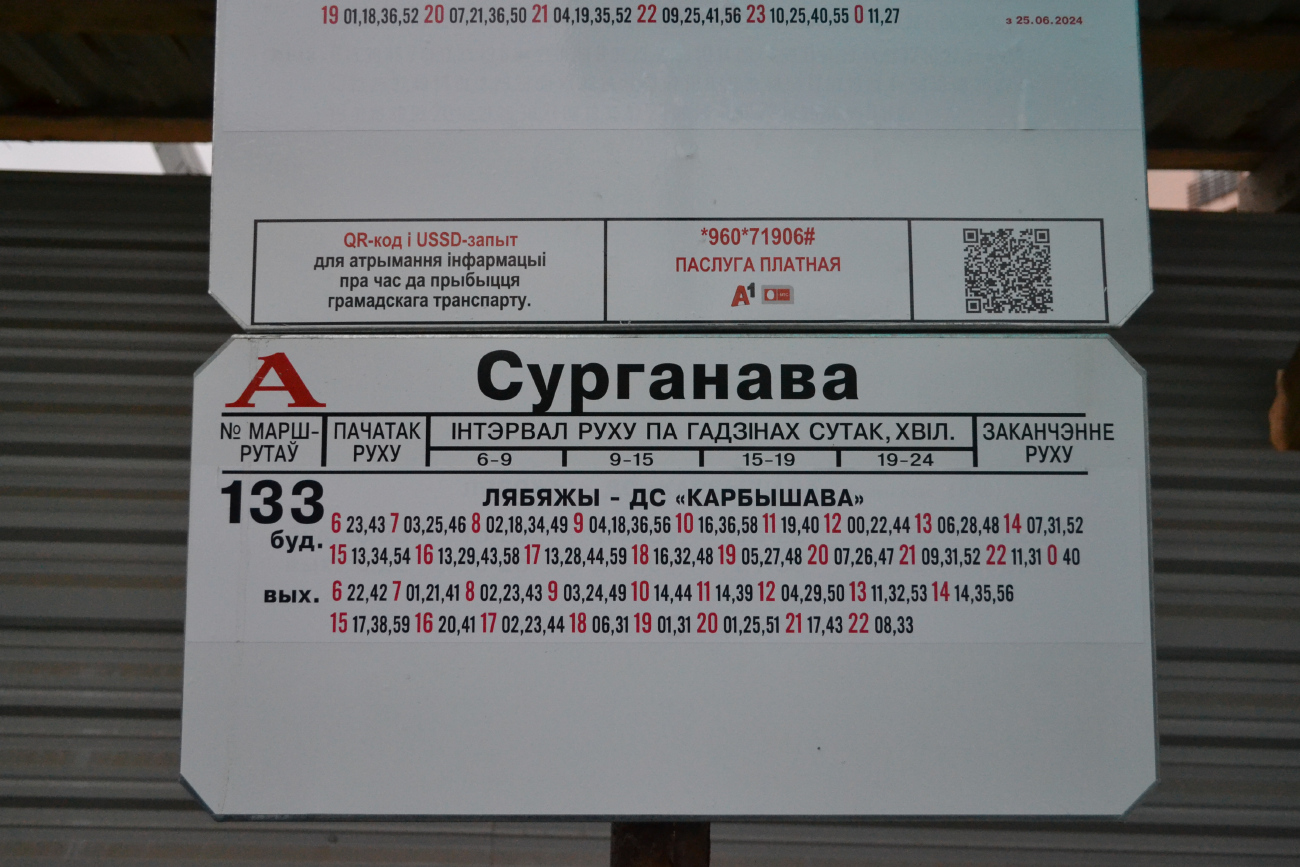 19 01,18,36,52 20 07,21,36,50 21 04,19,35,52 22 09,25,41,56 23 10,25,40,55 0 11,27
з 25.06.2024
QR-код і USSD-запыт
для атрымання інфармацыі
пра час да прыбыцця
грамадскага транспарту.
*960*71906#
ПАСЛУГА ПЛАТНАЯ
A1
А Сурганава
№ МАРШ-
РУТАЎ
ПАЧАТАК
РУХУ
ІНТЭРВАЛ РУХУ ПА ГАДЗІНАХ СУТАК, ХВІЛ.
6-9 9-15 15-19 19-24
ЗАКАНЧЭННЕ
РУХУ
133
ЛЯБЯЖЫ - ДС «КАРБЫШАВА»
буд.
6 23,43 7 03,25,46 8 02,18,34,49 9 04,18,36,56 10 16,36,58 11 19,40 12 00,22,44 13 06,28,48 14 07,31,52
15 13,34,54 16 13,29,43,58 17 13,28,44,59 18 16,32,48 19 05,27,48 20 07,26,47 21 09,31,52 22 11,31 0 40
вых.
6 22,42 7 01,21,41 8 02,23,43 9 03,24,49 10 14,44 11 14,39 12 04,29,50 13 11,32,53 14 14,35,56
15 17,38,59 16 20,41 17 02,23,44 18 06,31 19 01,31 20 01,25,51 21 17,43 22 08,33